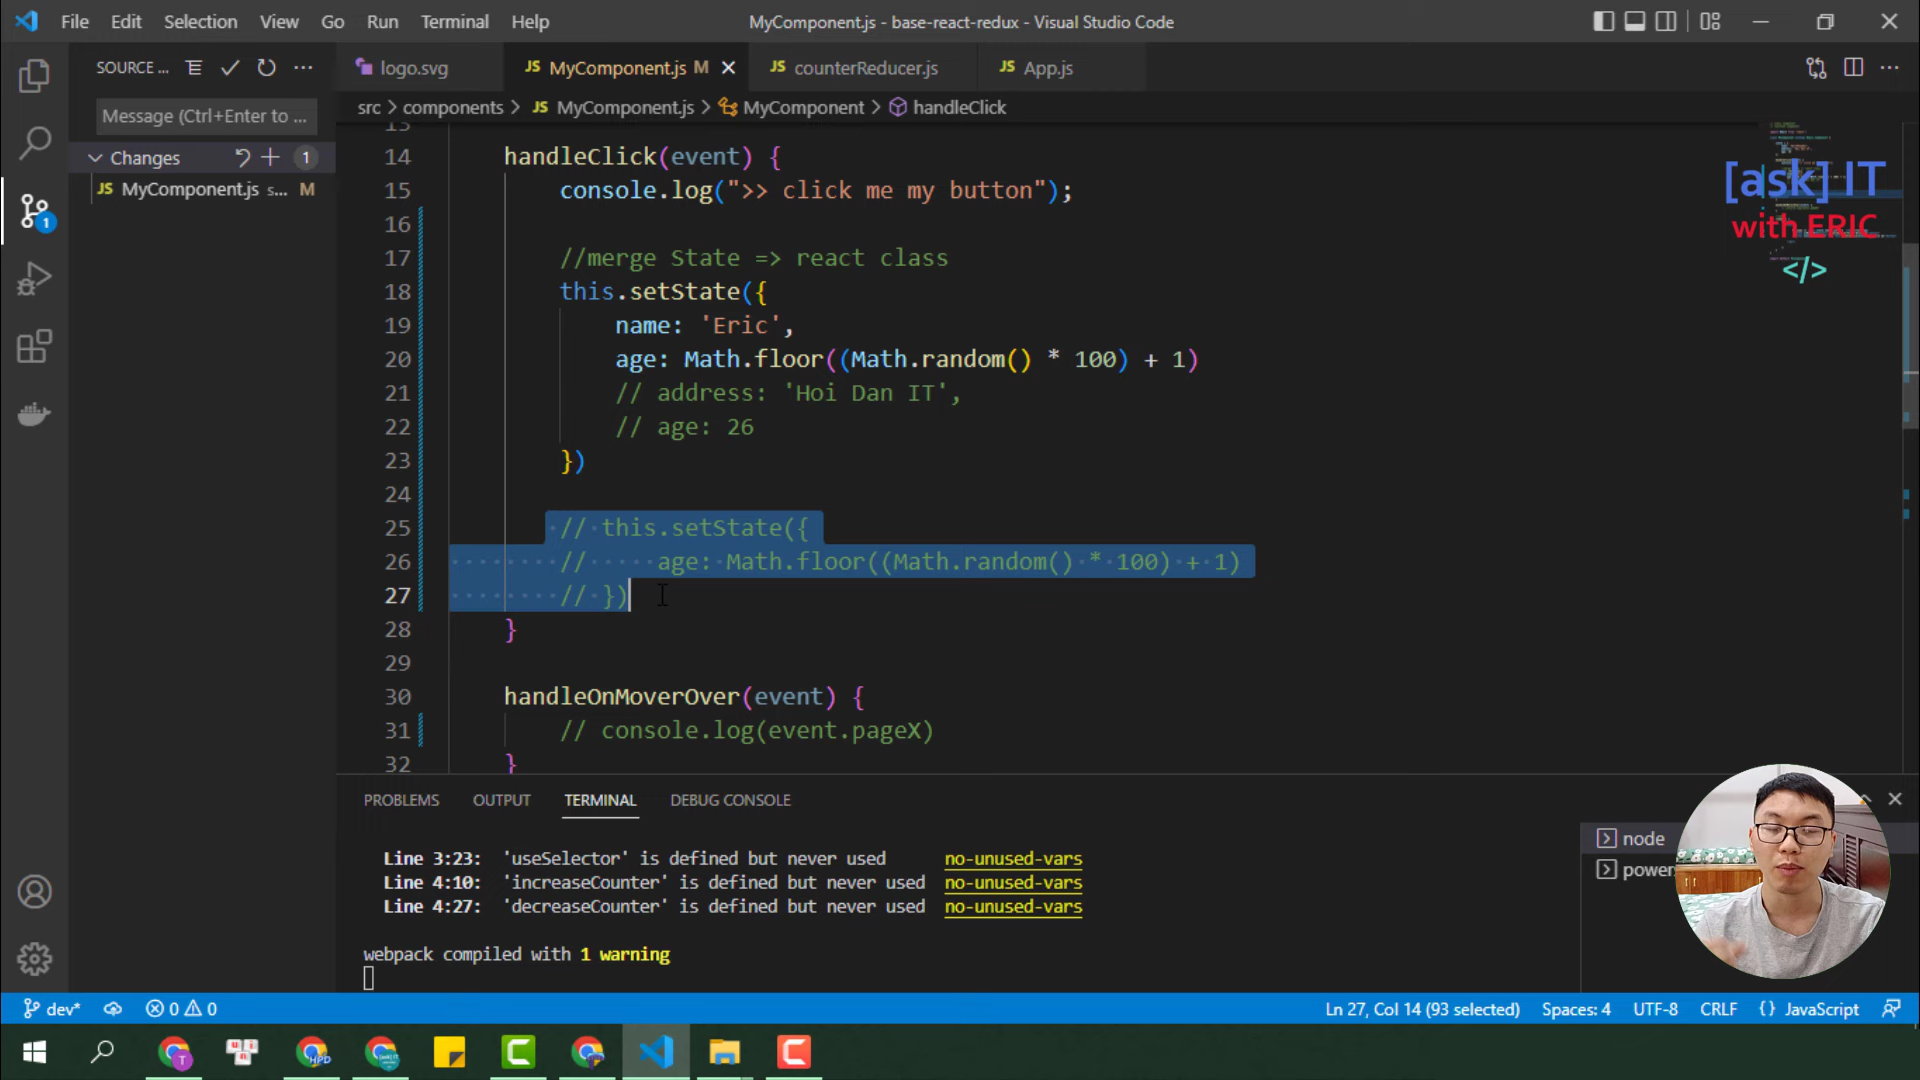 File Edit Selection View Go Run Terminal Help
MyComponent.js - base-react-redux - Visual Studio Code
SOURCE ...
logo.svg
JS MyComponent.js M
JS counterReducer.js
JS App.js
Message (Ctrl+Enter to ...
src > components > JS MyComponent.js > MyComponent > handleClick
Changes 1
JS MyComponent.js s... M
1
14 handleClick(event) {
15 console.log(">> click me my button");
16
17 //merge State => react class
18 this.setState({
19 name: 'Eric',
20 age: Math.floor((Math.random() * 100) + 1)
21 // address: 'Hoi Dan IT',
22 // age: 26
23 })
24
25 // this.setState({
26 // age: Math.floor((Math.random() * 100) + 1)
27 // })
28 }
29
30 handleOnMoverOver(event) {
31 // console.log(event.pageX)
32 }
[ask] IT
with ERIC
</>
PROBLEMS OUTPUT TERMINAL DEBUG CONSOLE
Line 3:23: 'useSelector' is defined but never used no-unused-vars
Line 4:10: 'increaseCounter' is defined but never used no-unused-vars
Line 4:27: 'decreaseCounter' is defined but never used no-unused-vars
webpack compiled with 1 warning
node
power
dev* 0 0
Ln 27, Col 14 (93 selected) Spaces: 4 UTF-8 CRLF {} JavaScript